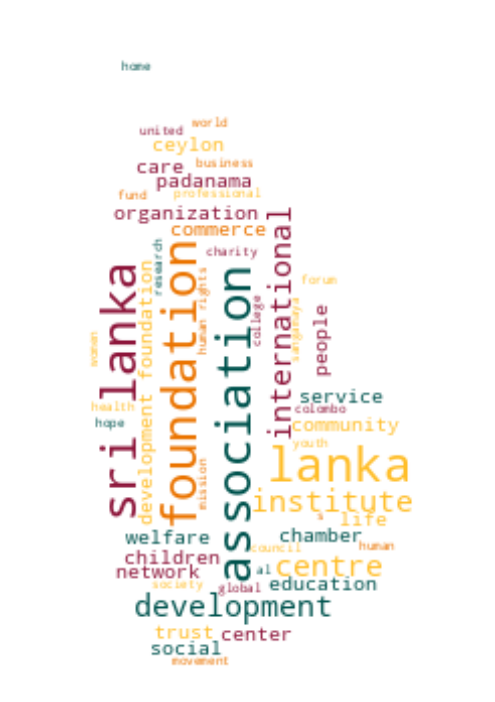 home
world
united
ceylon
business
care
padanama
fund
professional
organization
commerce
charity
research
international
sri lanka
foundation
association
development foundation
human rights
college
sangamaya
forum
people
women
health
hope
service
colombo
community
youth
lanka
mission
institute
s
life
welfare
chamber
council
human
children
network
al
centre
society
global
education
development
trust
center
social
movement